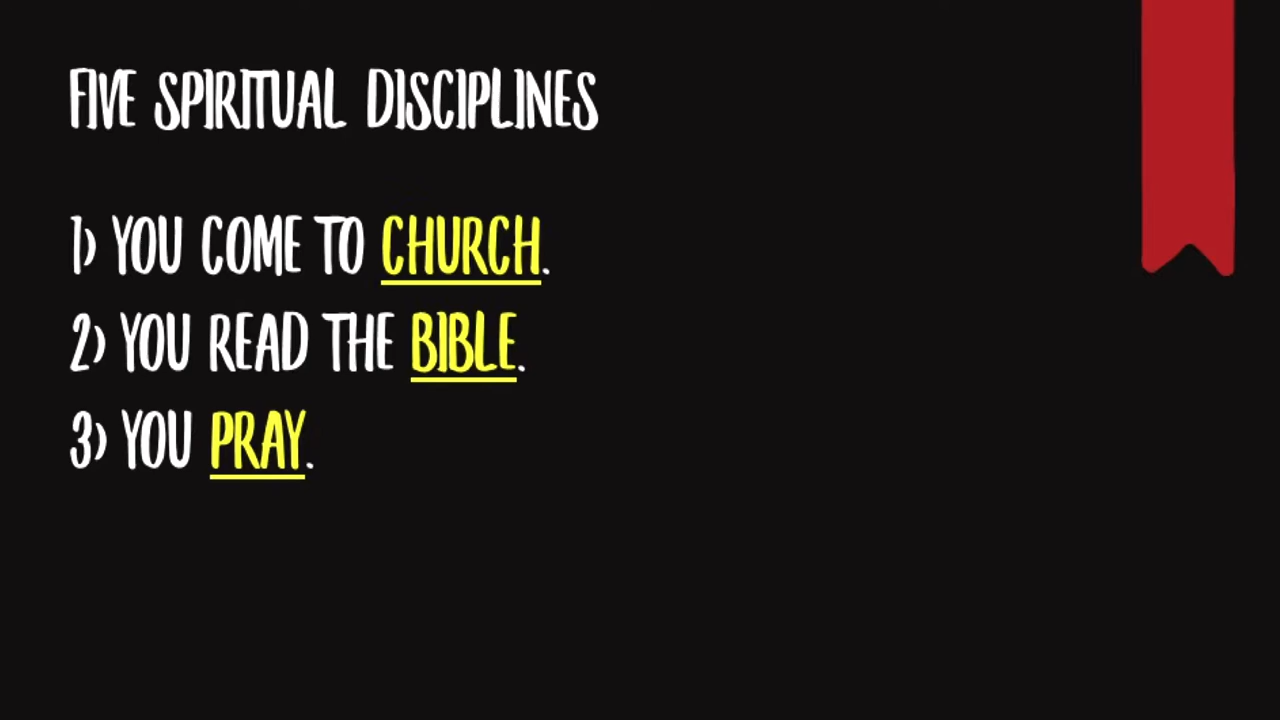 FIVE SPIRITUAL DISCIPLINES
1) YOU COME TO CHURCH.
2) YOU READ THE BIBLE.
3) YOU PRAY.